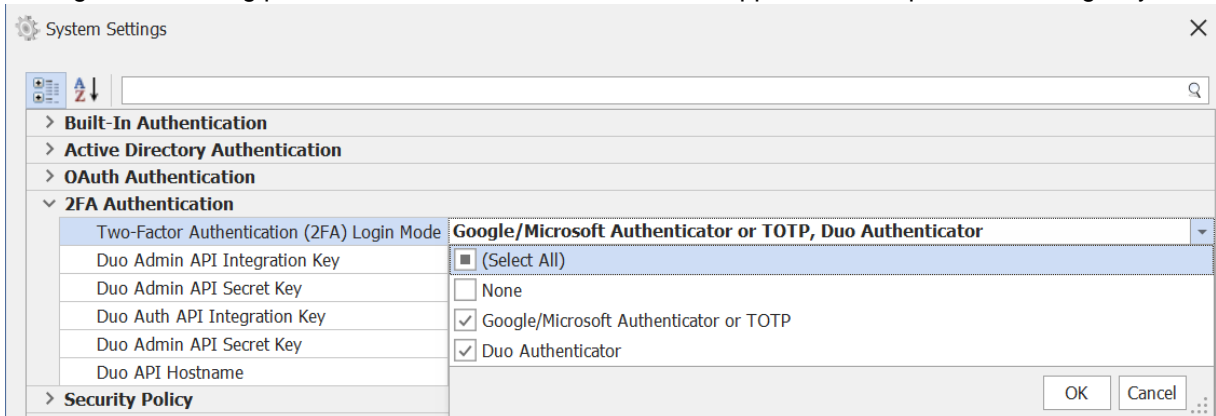 System Settings
Built-In Authentication
Active Directory Authentication
OAuth Authentication
2FA Authentication
Two-Factor Authentication (2FA) Login Mode Google/Microsoft Authenticator or TOTP, Duo Authenticator
Duo Admin API Integration Key (Select All)
Duo Admin API Secret Key None
Duo Auth API Integration Key Google/Microsoft Authenticator or TOTP
Duo Admin API Secret Key Duo Authenticator
Duo API Hostname
OK Cancel
Security Policy